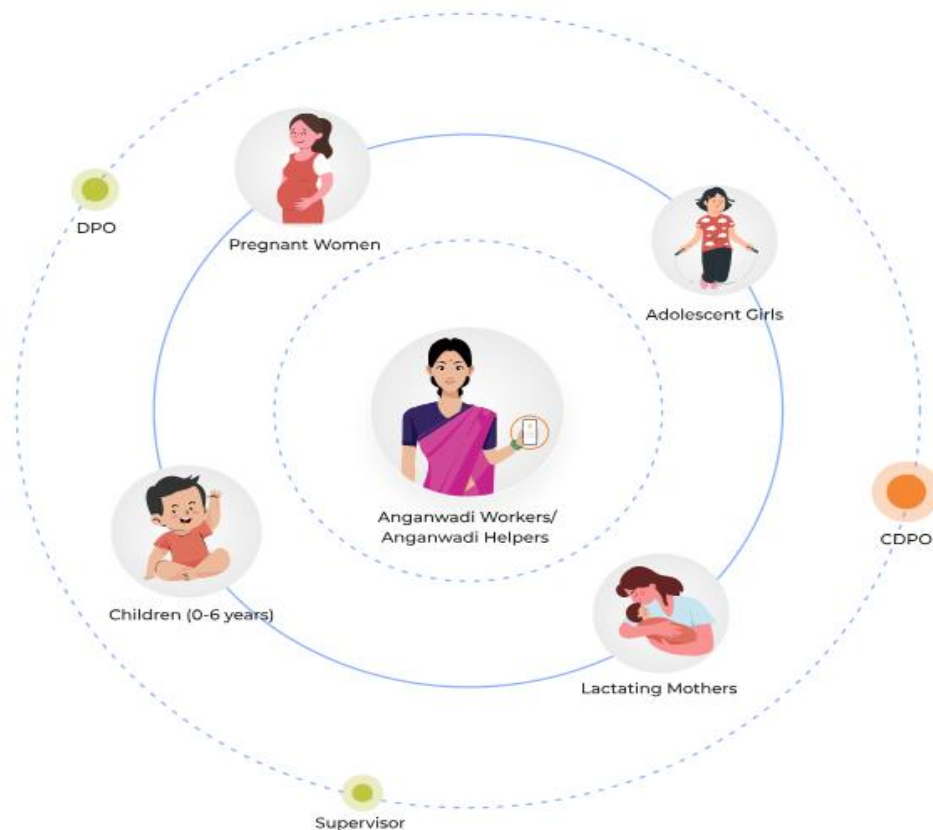 DPO
Pregnant Women
Adolescent Girls
Anganwadi Workers/
Anganwadi Helpers
CDPO
Children (0-6 years)
Lactating Mothers
Supervisor